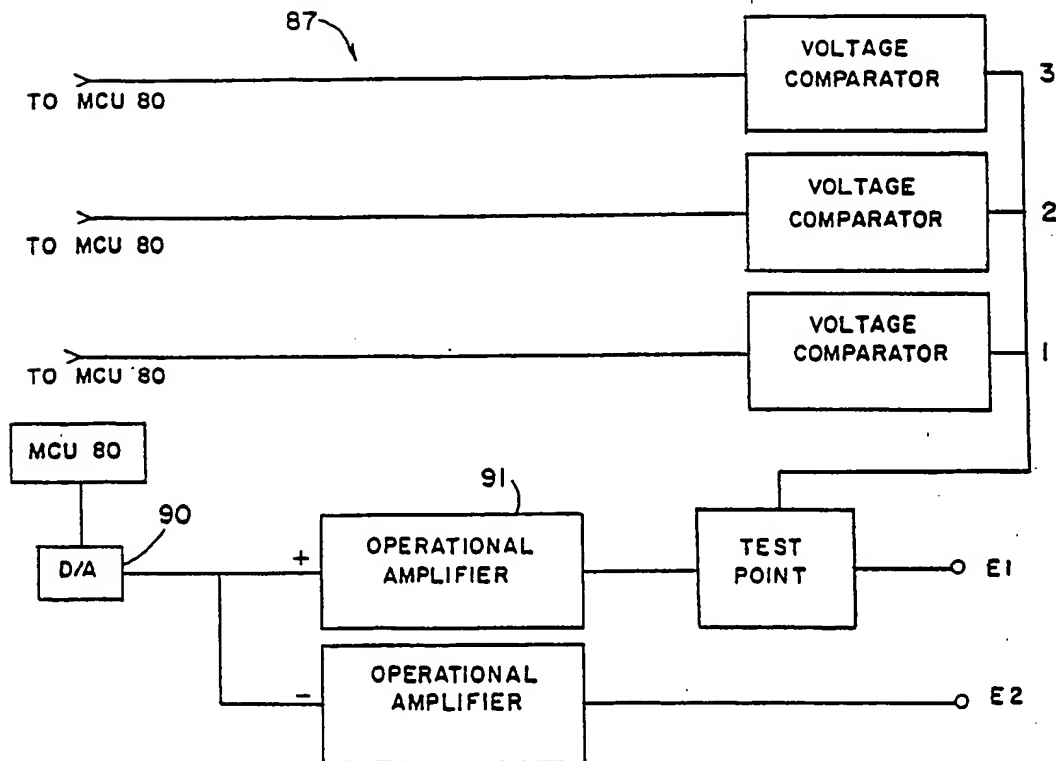 87
VOLTAGE
COMPARATOR
3
TO MCU 80
VOLTAGE
COMPARATOR
2
TO MCU 80
VOLTAGE
COMPARATOR
1
TO MCU 80
MCU 80
90
D/A
91
+
OPERATIONAL
AMPLIFIER
TEST
POINT
E1
-
OPERATIONAL
AMPLIFIER
E2